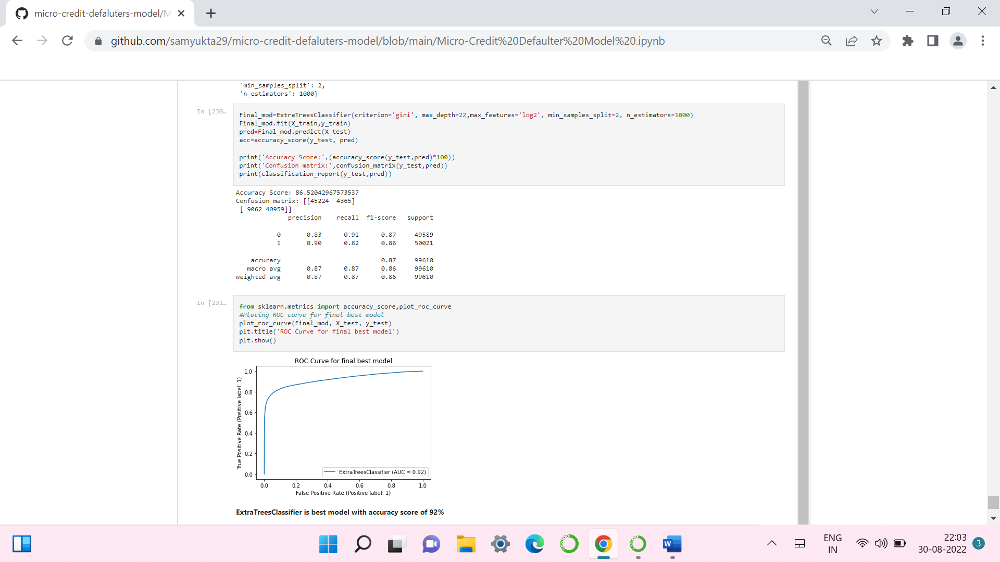 micro-credit-defaluters-model/M
github.com/samyukta29/micro-credit-defaluters-model/blob/main/Micro-Credit%20Defaulter%20Model%20.ipynb
'min_samples_split': 2,
'n_estimators': 1000}
In [230…
Final_mod=ExtraTreesClassifier(criterion='gini', max_depth=22,max_features='log2', min_samples_split=2, n_estimators=1000)
Final_mod.fit(X_train,y_train)
pred=Final_mod.predict(X_test)
acc=accuracy_score(y_test, pred)
print('Accuracy Score:',(accuracy_score(y_test,pred)*100))
print('Confusion matrix:',confusion_matrix(y_test,pred))
print(classification_report(y_test,pred))
Accuracy Score: 86.52042967573537
Confusion matrix: [[45224  4365]
[ 9062 40959]]
precision    recall  f1-score   support
0       0.83      0.91      0.87     49589
1       0.90      0.82      0.86     50021
accuracy                           0.87     99610
macro avg       0.87      0.87      0.86     99610
weighted avg       0.87      0.87      0.86     99610
In [231…
from sklearn.metrics import accuracy_score,plot_roc_curve
#Ploting ROC curve for final best model
plot_roc_curve(Final_mod, X_test, y_test)
plt.title('ROC Curve for final best model')
plt.show()
ROC Curve for final best model
True Positive Rate (Positive label: 1)
1.0
0.8
0.6
0.4
0.2
0.0
ExtraTreesClassifier (AUC = 0.92)
0.0 0.2 0.4 0.6 0.8 1.0
False Positive Rate (Positive label: 1)
ExtraTreesClassifier is best model with accuracy score of 92%
W
ENG
IN
22:03
30-08-2022
3